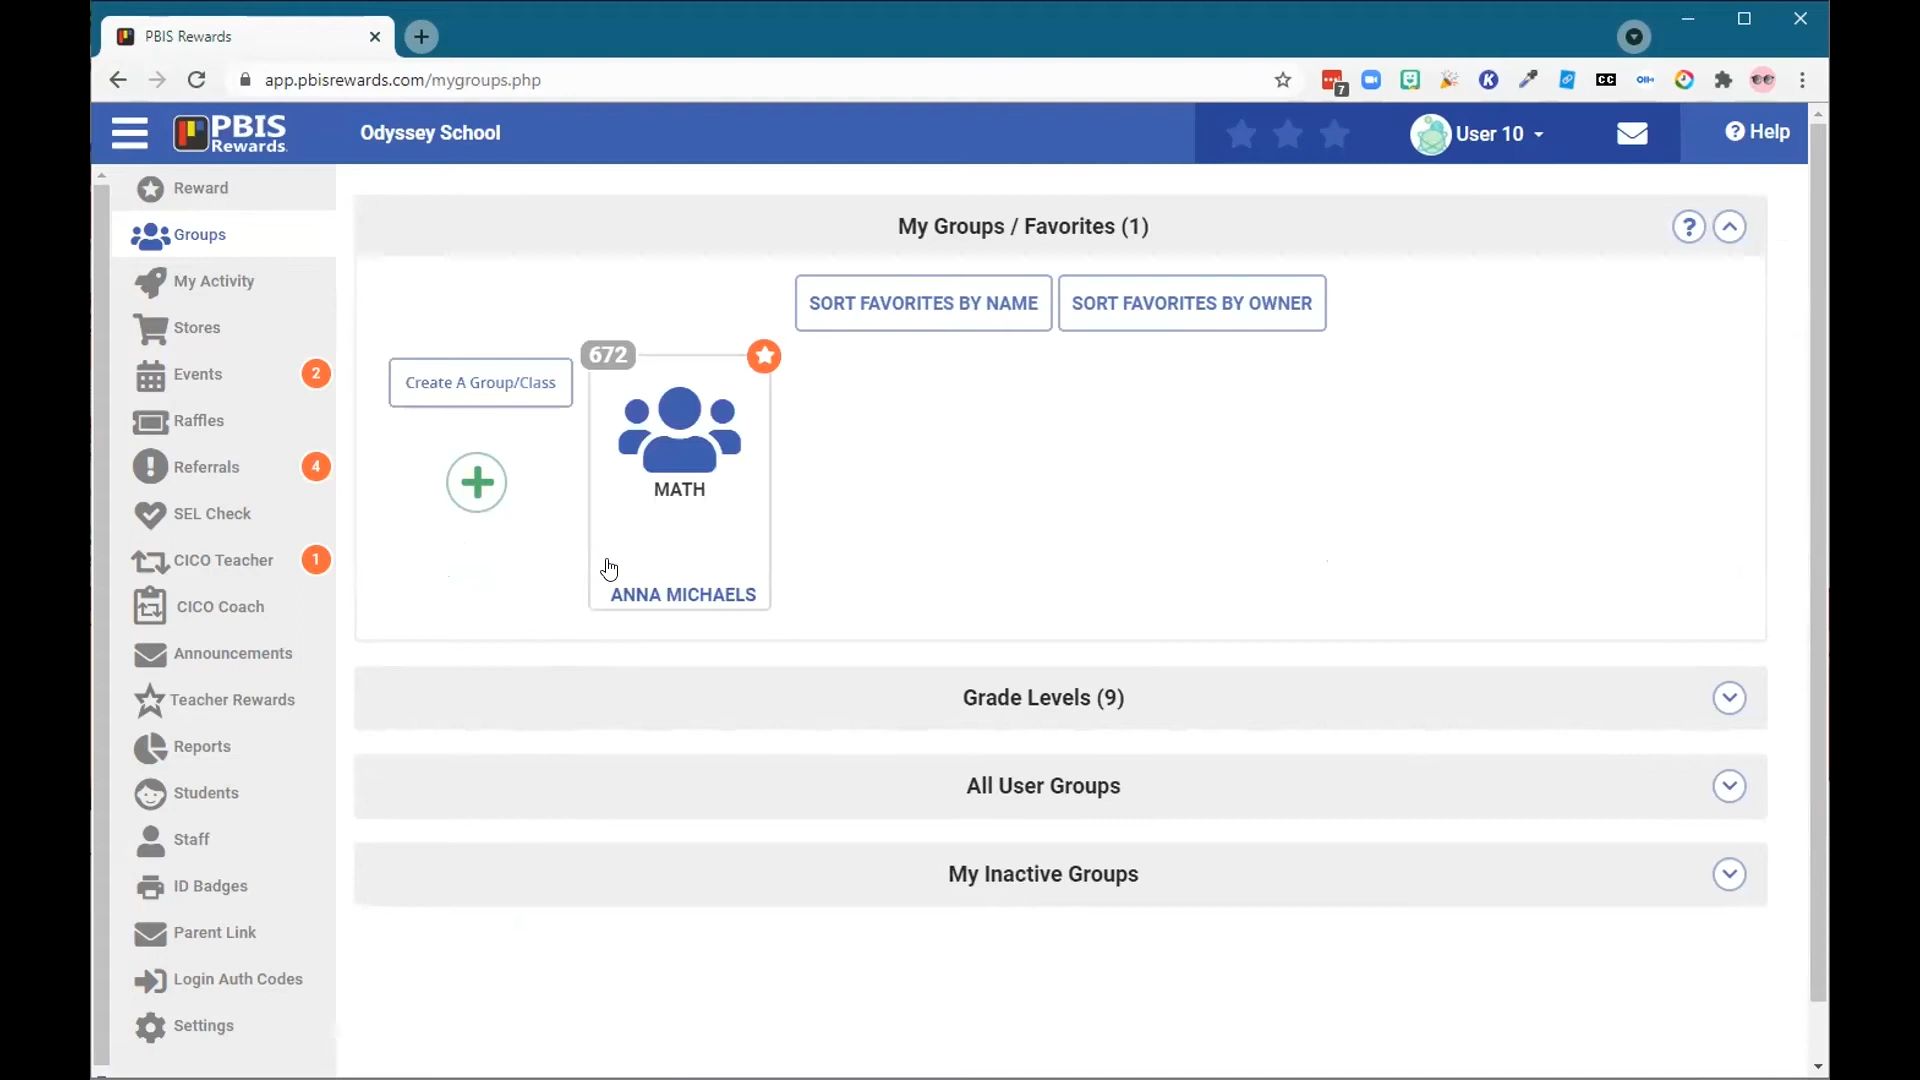 PBIS Rewards
app.pbisrewards.com/mygroups.php
7
K
CC
PBIS
Rewards
Odyssey School
User 10
Help
Reward
Groups
My Activity
Stores
Events 2
Raffles
Referrals 4
SEL Check
CICO Teacher 1
CICO Coach
Announcements
Teacher Rewards
Reports
Students
Staff
ID Badges
Parent Link
Login Auth Codes
Settings
My Groups / Favorites (1)
?
SORT FAVORITES BY NAME
SORT FAVORITES BY OWNER
Create A Group/Class
672
MATH
ANNA MICHAELS
Grade Levels (9)
All User Groups
My Inactive Groups